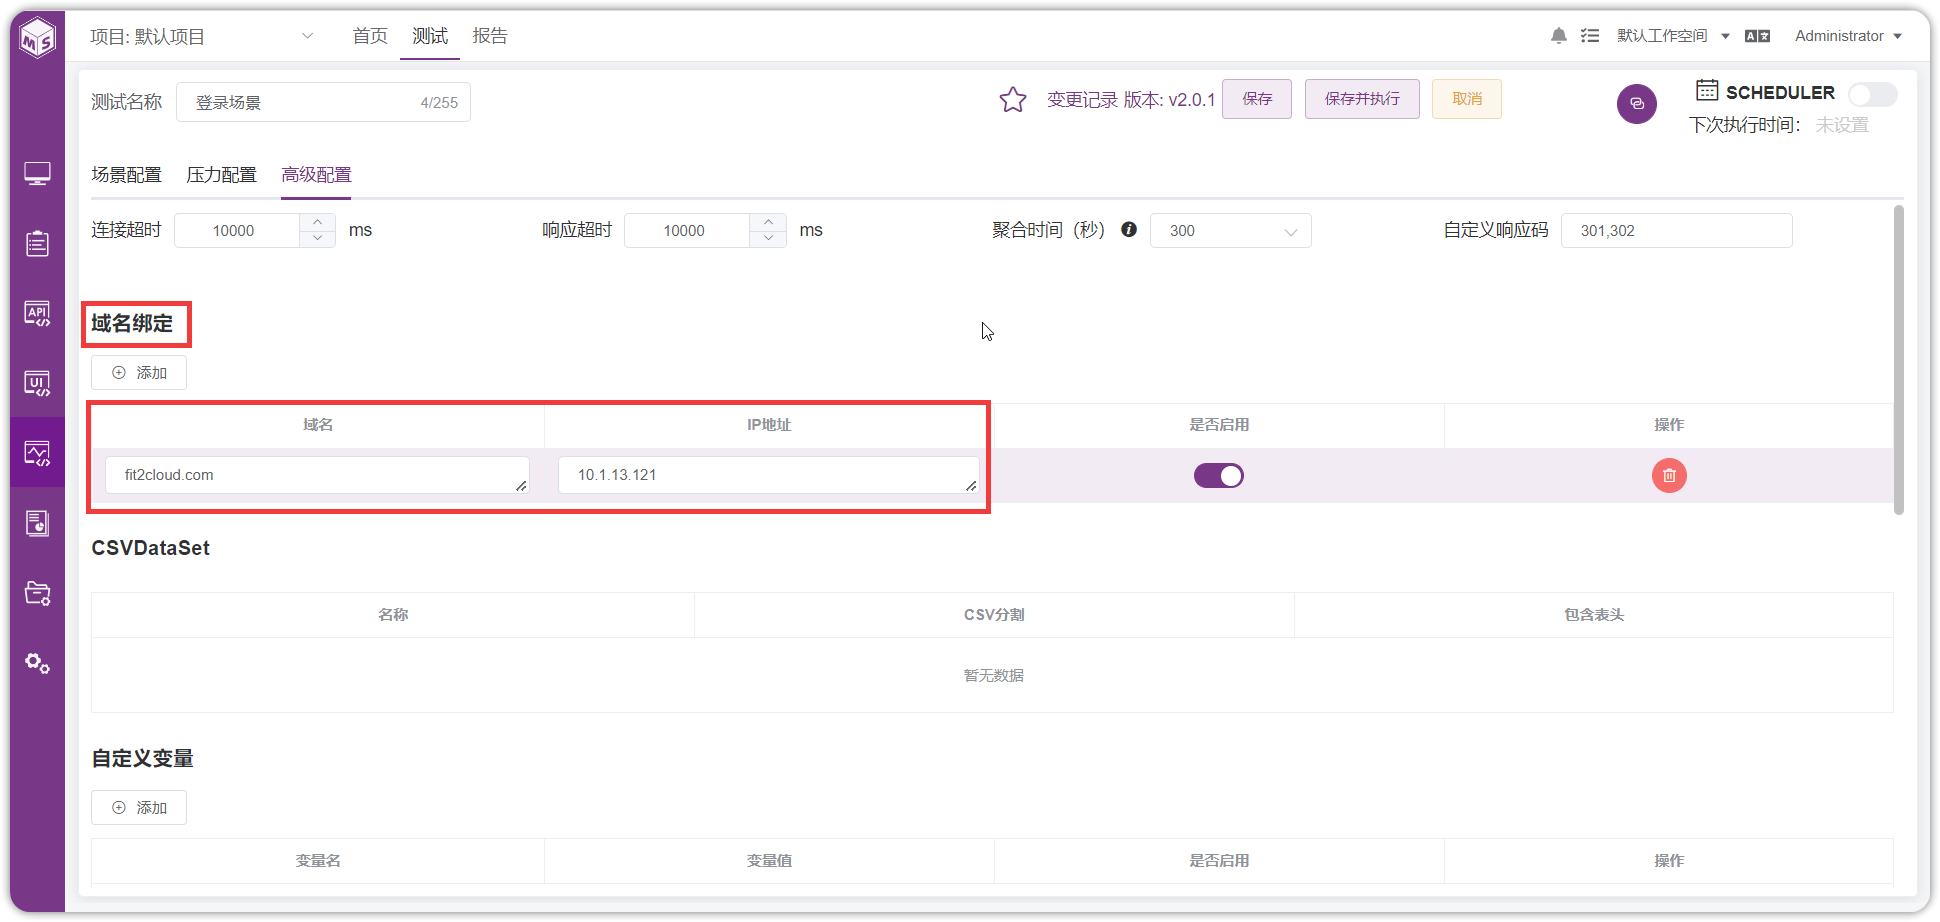 MS
项目: 默认项目
首页
测试
报告
默认工作空间
Administrator
测试名称
登录场景
4/255
变更记录 版本: v2.0.1
保存
保存并执行
取消
SCHEDULER
下次执行时间：
未设置
场景配置
压力配置
高级配置
连接超时
10000
ms
响应超时
10000
ms
聚合时间（秒）
300
自定义响应码
301,302
API
UI
域名绑定
添加
域名
IP地址
是否启用
操作
fit2cloud.com
10.1.13.121
CSVDataSet
名称
CSV分割
包含表头
暂无数据
自定义变量
添加
变量名
变量值
是否启用
操作